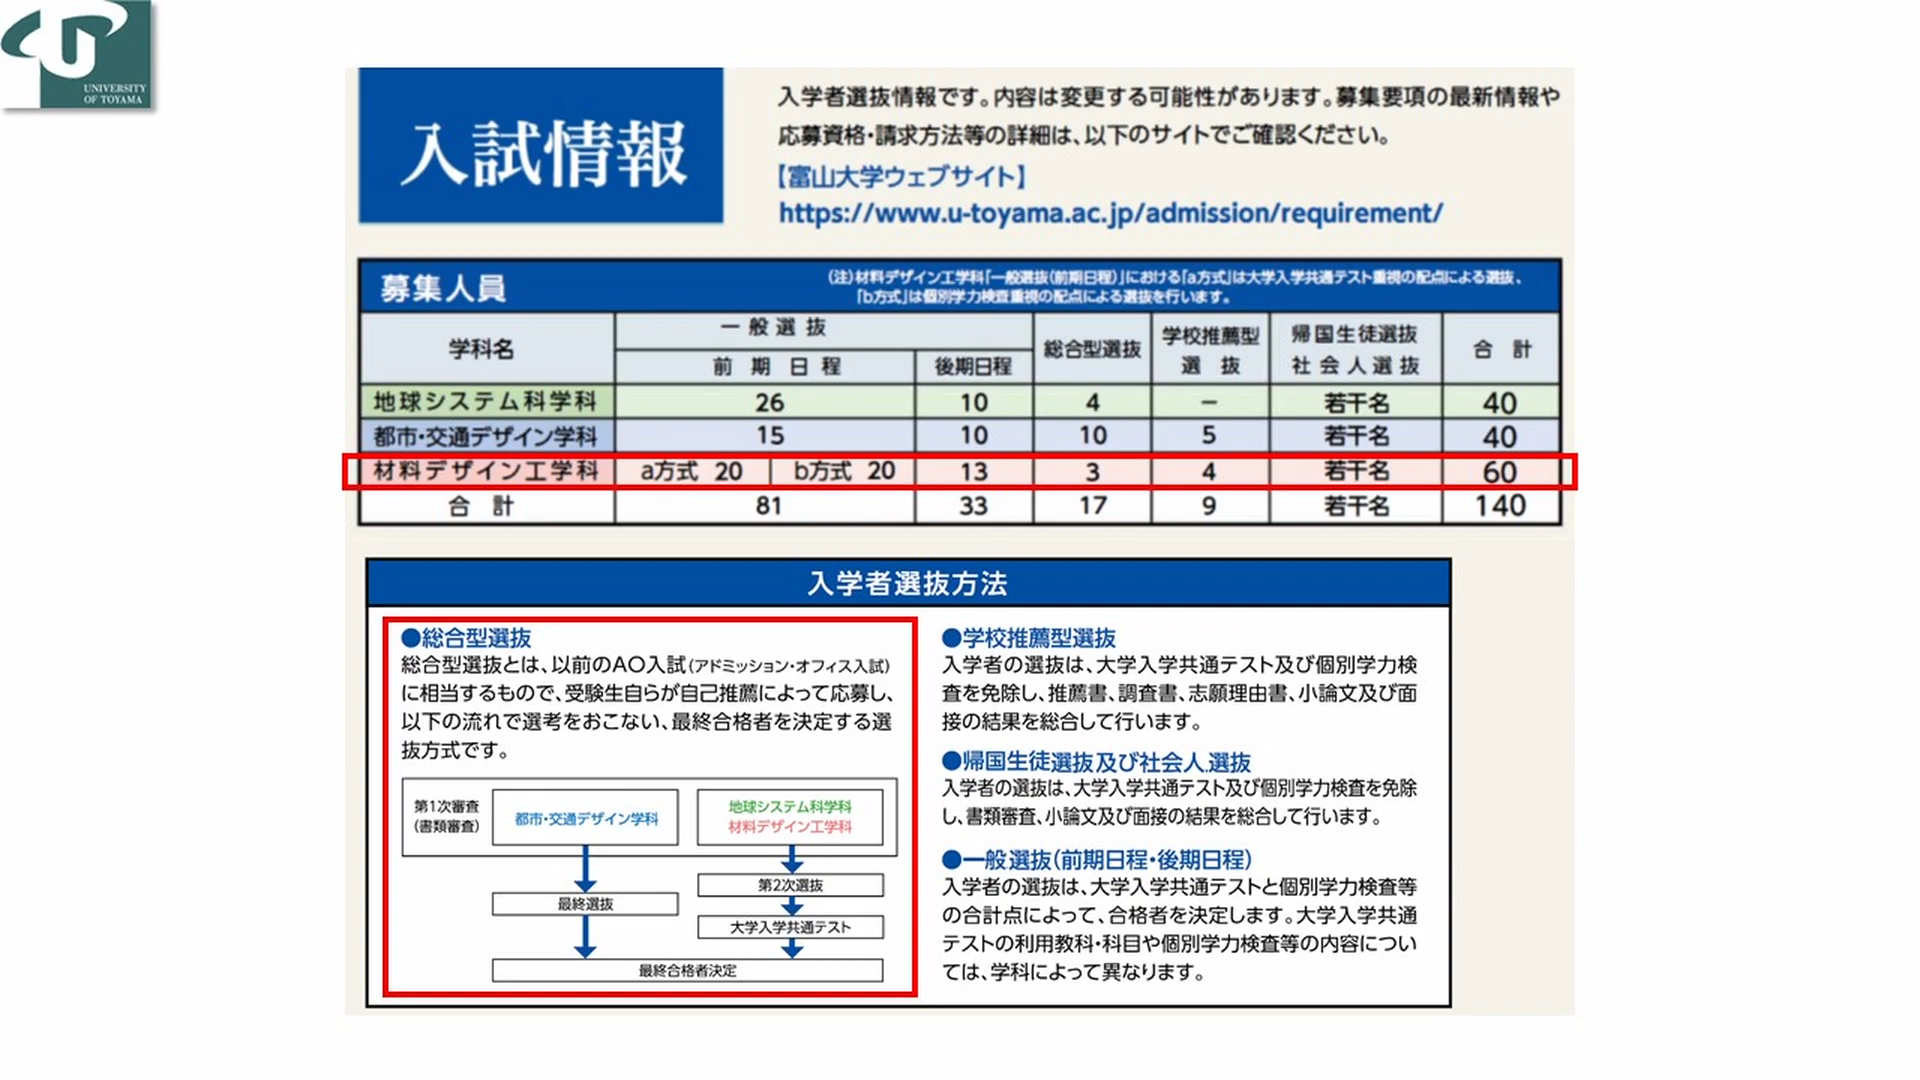 UNIVERSITY
OF TOYAMA
入試情報
入学者選抜情報です。内容は変更する可能性があります。募集要項の最新情報や
応募資格・請求方法等の詳細は、以下のサイトでご確認ください。
【富山大学ウェブサイト】
https://www.u-toyama.ac.jp/admission/requirement/
募集人員
(注)材料デザイン工学科「一般選抜(前期日程)」における「a方式」は大学入学共通テスト重視の配点による選抜、
「b方式」は個別学力検査重視の配点による選抜を行います。
学科名 一般選抜 総合型選抜 学校推薦型選抜 帰国生徒選抜 社会人選抜 合計
前期日程 後期日程
地球システム科学科 26 10 4 − 若干名 40
都市・交通デザイン学科 15 10 10 5 若干名 40
材料デザイン工学科 a方式 20 b方式 20 13 3 4 若干名 60
合計 81 33 17 9 若干名 140
入学者選抜方法
●総合型選抜
総合型選抜とは、以前のAO入試(アドミッション・オフィス入試)
に相当するもので、受験生自らが自己推薦によって応募し、
以下の流れで選考をおこない、最終合格者を決定する選
抜方式です。
第1次審査
(書類審査)
都市・交通デザイン学科
地球システム科学科
材料デザイン工学科
第2次選抜
最終選抜
大学入学共通テスト
最終合格者決定
●学校推薦型選抜
入学者の選抜は、大学入学共通テスト及び個別学力検
査を免除し、推薦書、調査書、志願理由書、小論文及び面
接の結果を総合して行います。
●帰国生徒選抜及び社会人選抜
入学者の選抜は、大学入学共通テスト及び個別学力検査を免除
し、書類審査、小論文及び面接の結果を総合して行います。
●一般選抜(前期日程・後期日程)
入学者の選抜は、大学入学共通テストと個別学力検査等
の合計点によって、合格者を決定します。大学入学共通
テストの利用教科・科目や個別学力検査等の内容につい
ては、学科によって異なります。